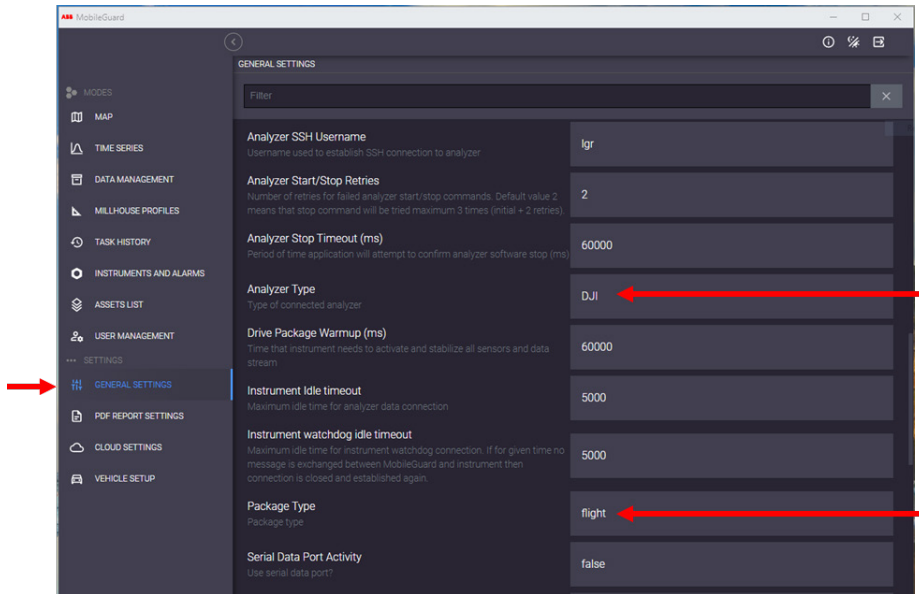 ABB MobileGuard
GENERAL SETTINGS
MODES
MAP
TIME SERIES
DATA MANAGEMENT
MILLHOUSE PROFILES
TASK HISTORY
INSTRUMENTS AND ALARMS
ASSETS LIST
USER MANAGEMENT
SETTINGS
GENERAL SETTINGS
PDF REPORT SETTINGS
CLOUD SETTINGS
VEHICLE SETUP
Filter
Analyzer SSH Username
Username used to establish SSH connection to analyzer
lgr
Analyzer Start/Stop Retries
Number of retries for failed analyzer start/stop commands. Default value 2
means that stop command will be tried maximum 3 times (initial + 2 retries).
2
Analyzer Stop Timeout (ms)
Period of time application will attempt to confirm analyzer software stop (ms)
60000
Analyzer Type
Type of connected analyzer
DJI
Drive Package Warmup (ms)
Time that instrument needs to activate and stabilize all sensors and data
stream
60000
Instrument Idle timeout
Maximum idle time for analyzer data connection
5000
Instrument watchdog idle timeout
Maximum idle time for instrument watchdog connection. If for given time no
message is exchanged between MobileGuard and instrument then
connection is closed and established again.
5000
Package Type
Package type
flight
Serial Data Port Activity
Use serial data port?
false